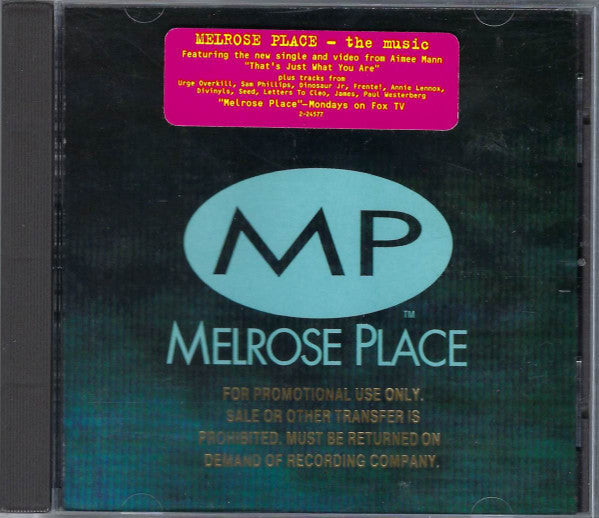 MELROSE PLACE – the music
Featuring the new single and video from Aimee Mann
"That's Just What You Are"
plus tracks from
Urge Overkill, Sam Phillips, Dinosaur Jr, Frente!, Annie Lennox,
Divinyls, Seed, Letters To Cleo, James, Paul Westerberg
"Melrose Place"–Mondays on Fox TV
2-24577
MP
TM
MELROSE PLACE
FOR PROMOTIONAL USE ONLY.
SALE OR OTHER TRANSFER IS
PROHIBITED. MUST BE RETURNED ON
DEMAND OF RECORDING COMPANY.